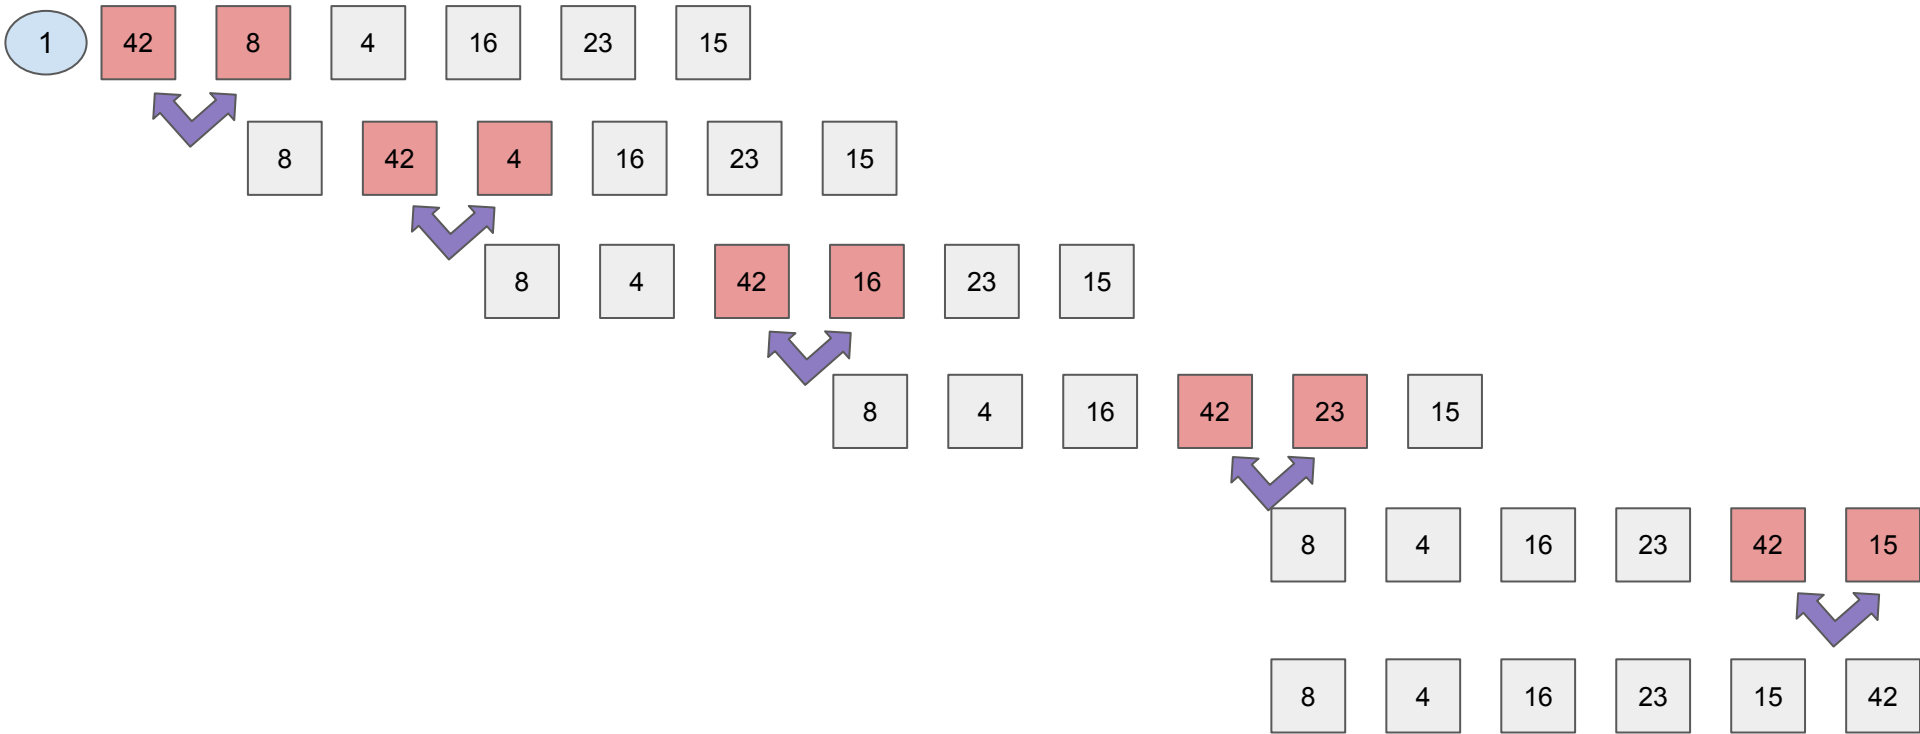 1 42 8 4 16 23 15
8 42 4 16 23 15
8 4 42 16 23 15
8 4 16 42 23 15
8 4 16 23 42 15
8 4 16 23 15 42